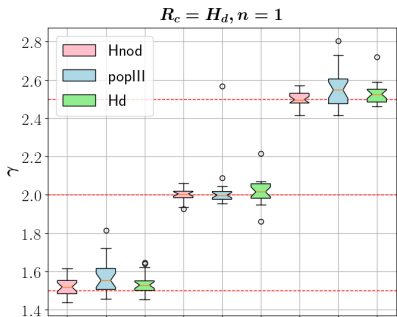 R_c = H_d, n = 1
Hnod
popIII
Hd
γ
2.8
2.6
2.4
2.2
2.0
1.8
1.6
1.4